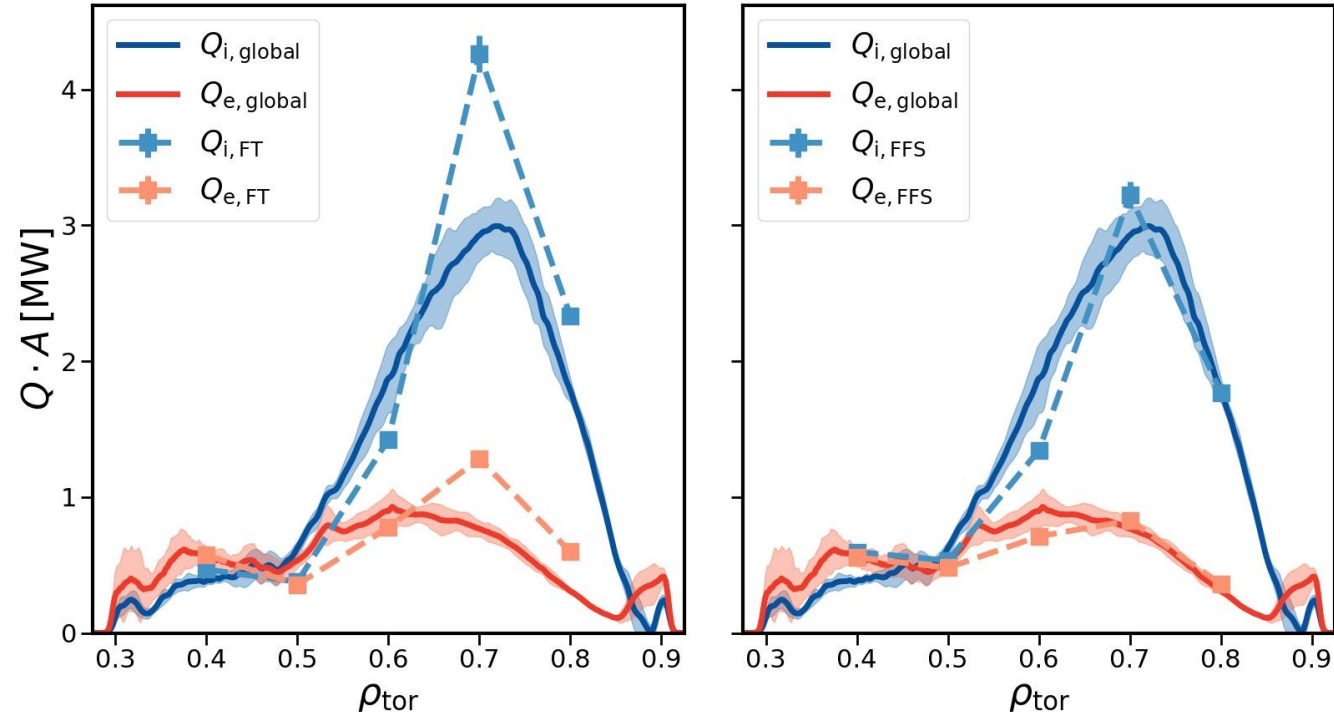 Q_i, global
Q_e, global
Q_i, FT
Q_e, FT
Q · A [MW]
4
3
2
1
0
0.3 0.4 0.5 0.6 0.7 0.8 0.9
ρ_tor
Q_i, global
Q_e, global
Q_i, FFS
Q_e, FFS
0.3 0.4 0.5 0.6 0.7 0.8 0.9
ρ_tor